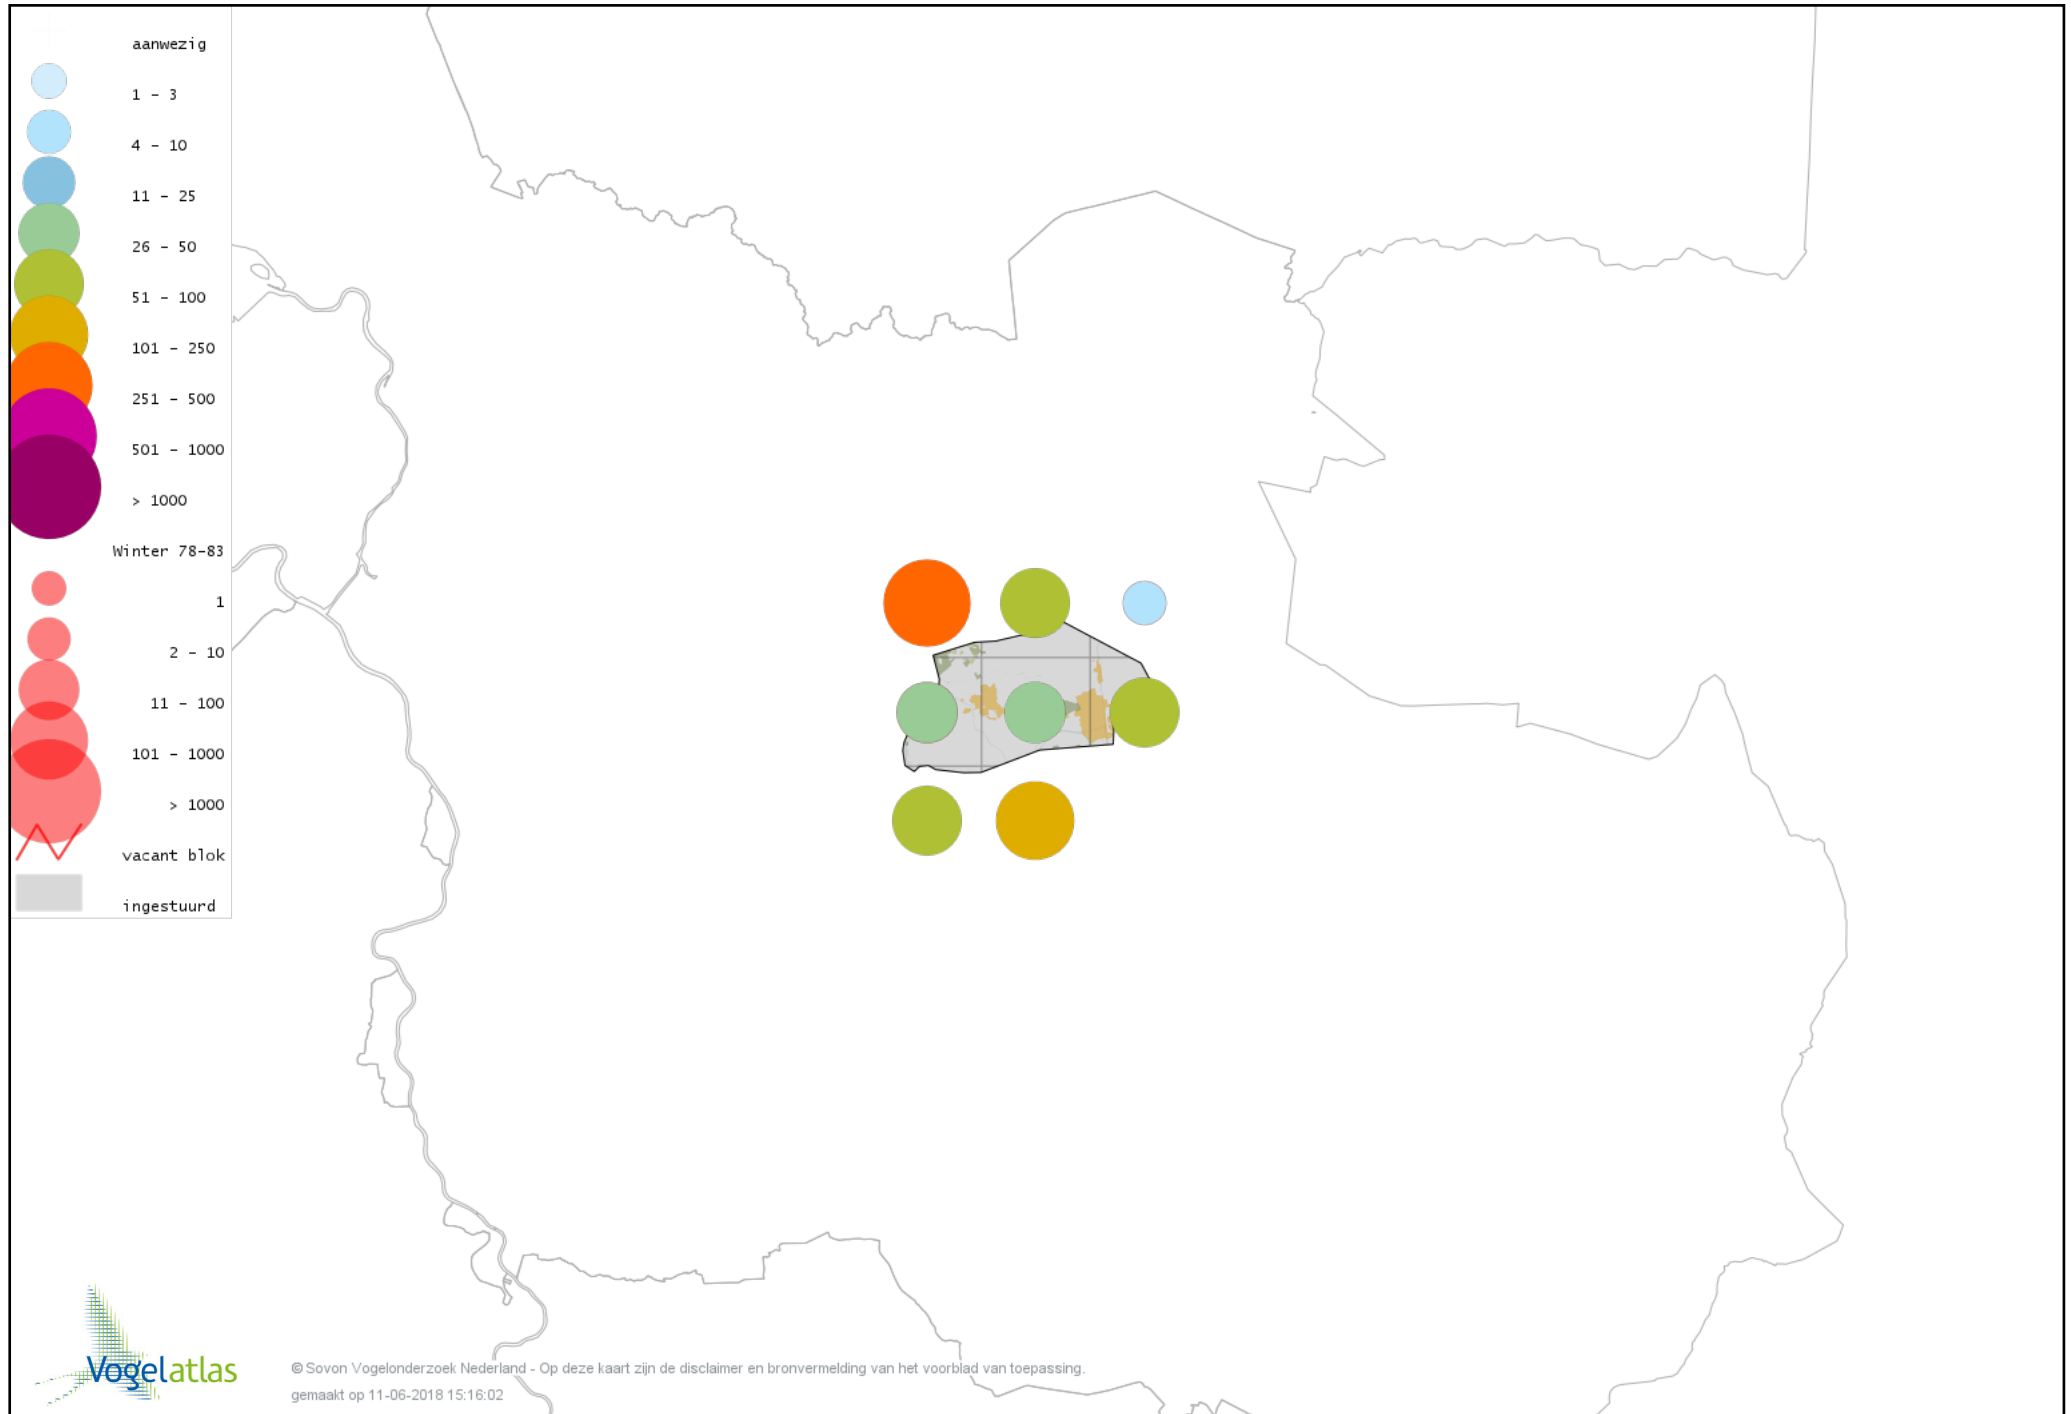 aanwezig
1 - 3
4 - 10
11 - 25
26 - 50
51 - 100
101 - 250
251 - 500
501 - 1000
> 1000
Winter 78-83
1
2 - 10
11 - 100
101 - 1000
> 1000
vacant blok
ingestuurd
Vogelatlas
© Sovon Vogelonderzoek Nederland - Op deze kaart zijn de disclaimer en bronvermelding van het voorblad van toepassing.
gemaakt op 11-06-2018 15:16:02